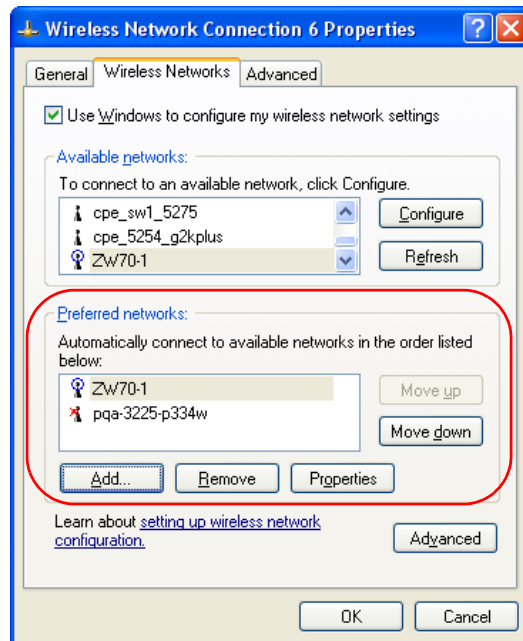 Wireless Network Connection 6 Properties
General Wireless Networks Advanced
Use Windows to configure my wireless network settings
Available networks:
To connect to an available network, click Configure.
cpe_sw1_5275
cpe_5254_g2kplus
ZW70-1
Configure
Refresh
Preferred networks:
Automatically connect to available networks in the order listed
below:
ZW70-1
pqa-3225-p334w
Move up
Move down
Add... Remove Properties
Learn about setting up wireless network
configuration.
Advanced
OK Cancel